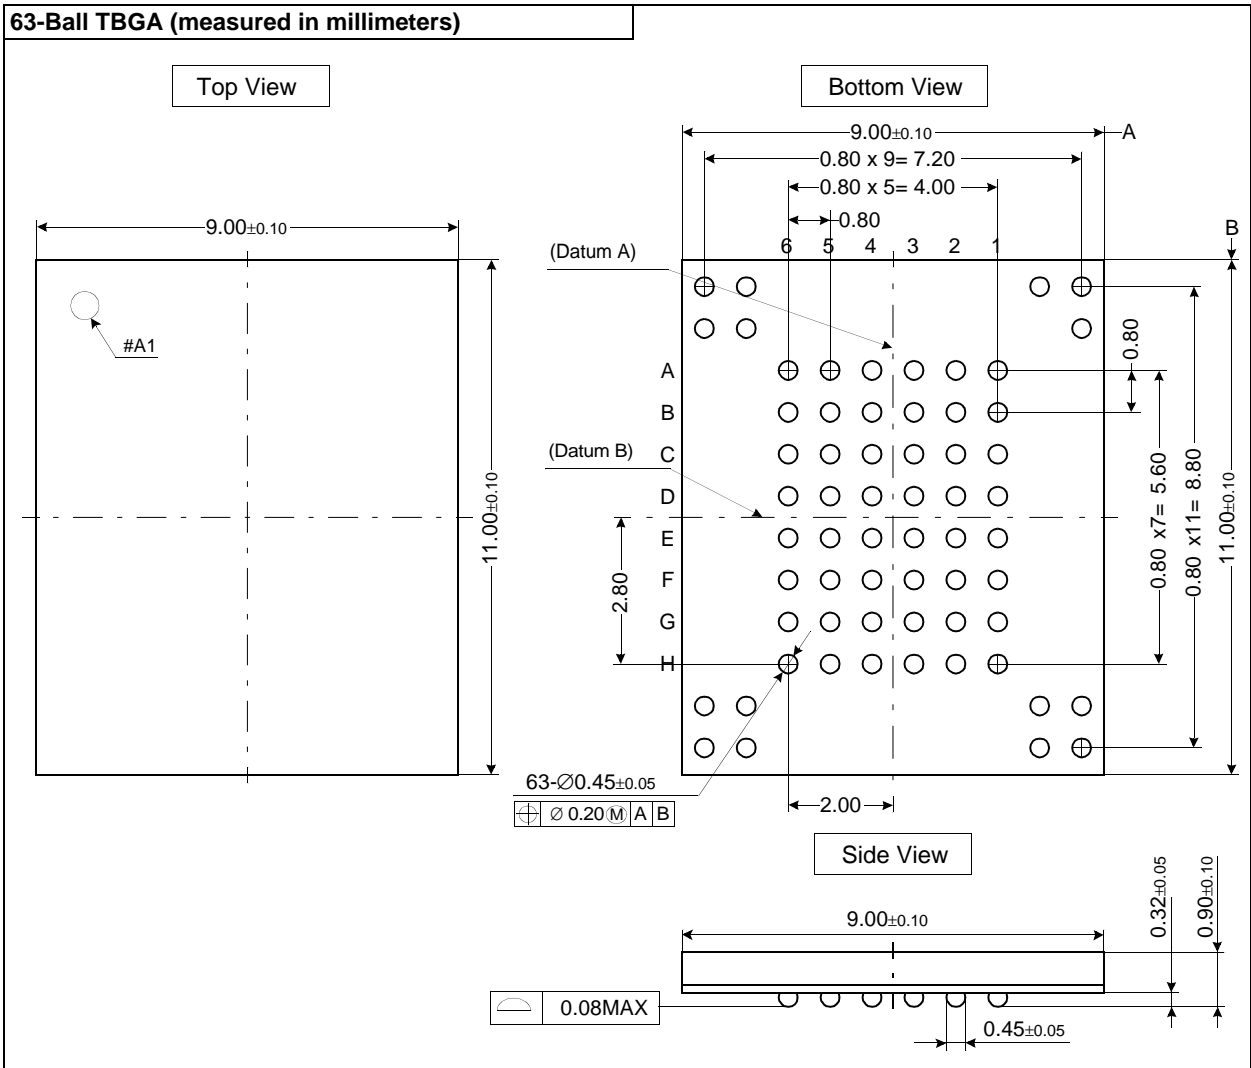 63-Ball TBGA (measured in millimeters)
Top View
Bottom View
9.00±0.10
A
0.80 x 9= 7.20
0.80 x 5= 4.00
0.80
9.00±0.10
B
6 5 4 3 2 1
(Datum A)
#A1
0.80
A
B
C
D
E
F
G
H
(Datum B)
11.00±0.10
2.80
0.80 x7= 5.60
0.80 x11= 8.80
11.00±0.10
63-∅0.45±0.05
⌖ ∅ 0.20 Ⓜ A B
2.00
Side View
9.00±0.10
0.32±0.05
0.90±0.10
0.08MAX
0.45±0.05